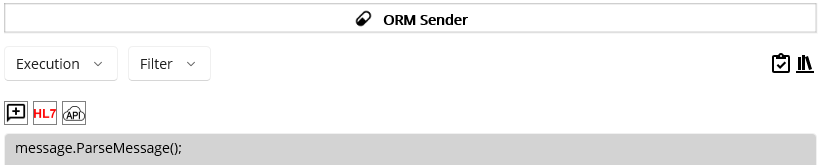 ORM Sender
Execution
Filter
HL7
API
message.ParseMessage();